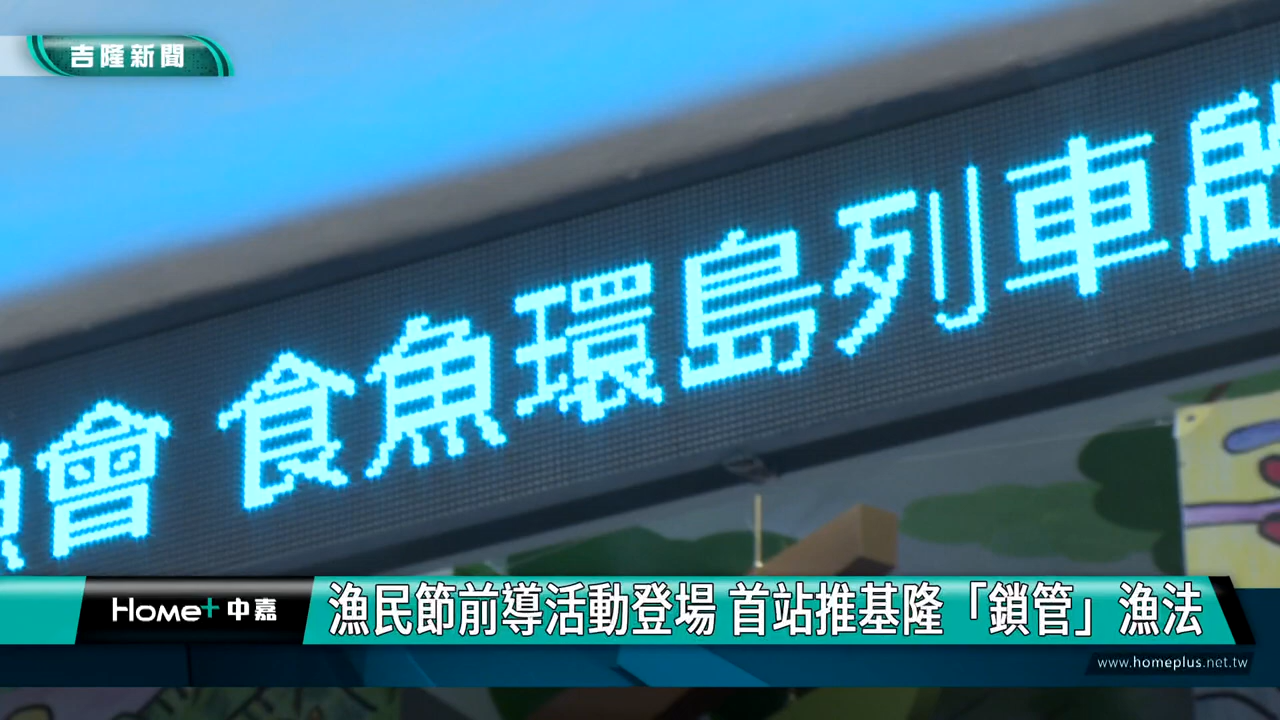 吉隆新聞
會 食魚環島列車啟
Home+中嘉
漁民節前導活動登場 首站推基隆「鎖管」漁法
www.homeplus.net.tw